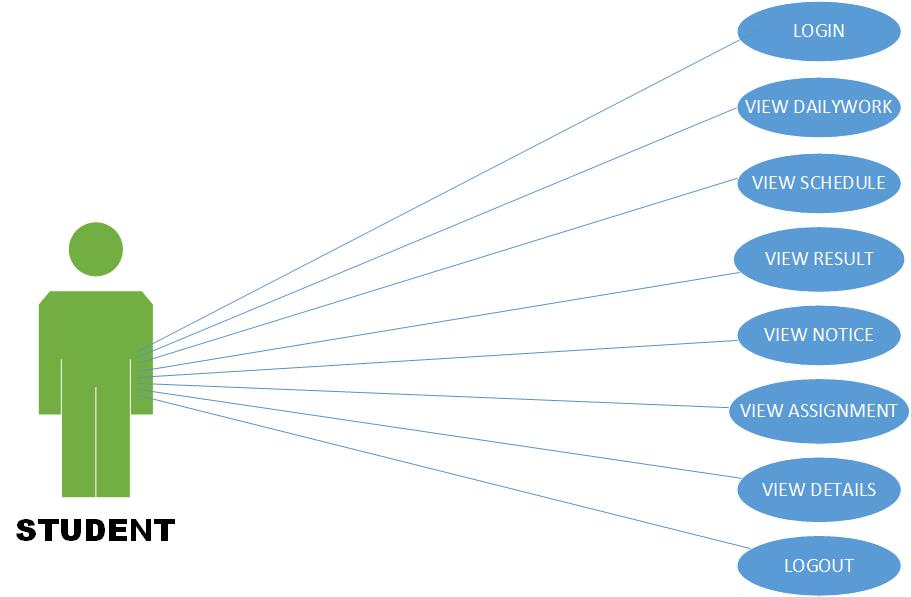 LOGIN
VIEW DAILYWORK
VIEW SCHEDULE
VIEW RESULT
VIEW NOTICE
VIEW ASSIGNMENT
VIEW DETAILS
STUDENT
LOGOUT